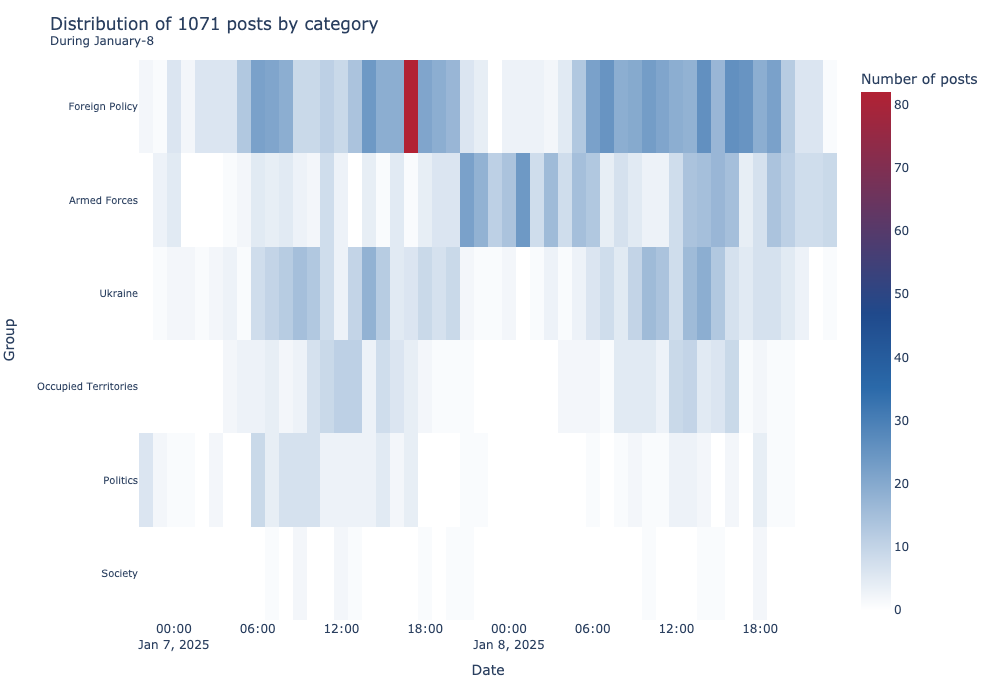 Distribution of 1071 posts by category
During January-8
Number of posts
Foreign Policy
Armed Forces
Ukraine
Occupied Territories
Politics
Society
Group
80
70
60
50
40
30
20
10
0
00:00 06:00 12:00 18:00 00:00 06:00 12:00 18:00
Jan 7, 2025 Jan 8, 2025
Date